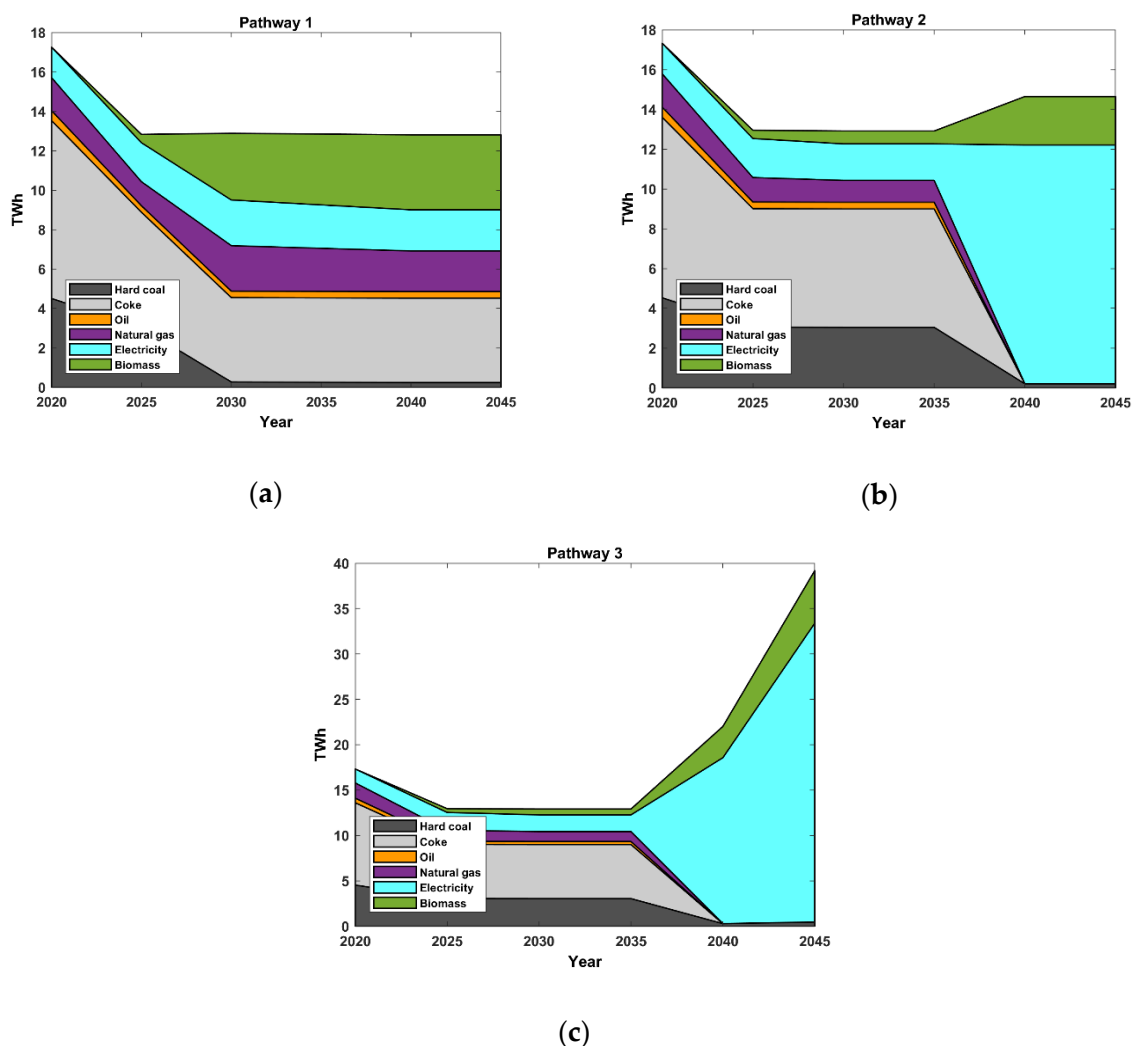 Pathway 1
18
16
14
12
10
8
6
4
2
0
TWh
Hard coal
Coke
Oil
Natural gas
Electricity
Biomass
2020 2025 2030 2035 2040 2045
Year
(a)
Pathway 2
18
16
14
12
10
8
6
4
2
0
TWh
Hard coal
Coke
Oil
Natural gas
Electricity
Biomass
2020 2025 2030 2035 2040 2045
Year
(b)
Pathway 3
40
35
30
25
20
15
10
5
0
TWh
Hard coal
Coke
Oil
Natural gas
Electricity
Biomass
2020 2025 2030 2035 2040 2045
Year
(c)